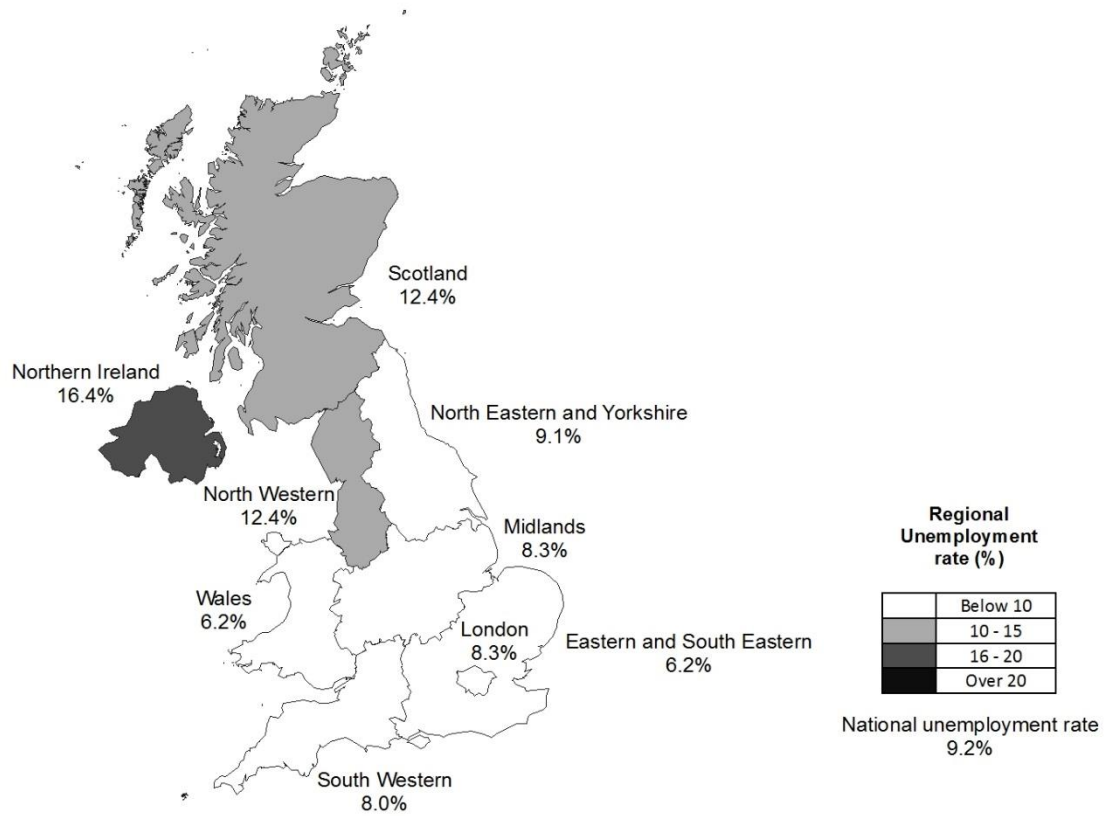 Scotland
12.4%
Northern Ireland
16.4%
North Eastern and Yorkshire
9.1%
North Western
12.4%
Midlands
8.3%
Wales
6.2%
London
8.3%
Eastern and South Eastern
6.2%
South Western
8.0%
Regional
Unemployment
rate (%)
Below 10
10 - 15
16 - 20
Over 20
National unemployment rate
9.2%